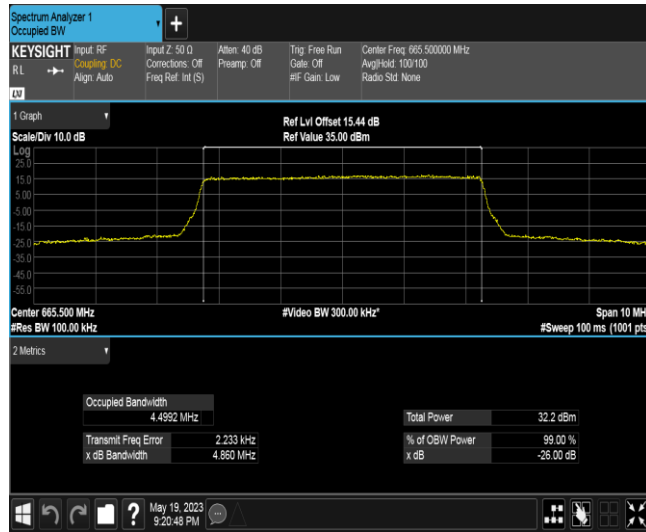 Spectrum Analyzer 1
Occupied BW
+
KEYSIGHT Input: RF Input Z: 50 Ω Atten: 40 dB Trig: Free Run Center Freq: 665.500000 MHz
RL Coupling: DC Corrections: Off Preamp: Off Gate: Off Avg|Hold: 100/100
Align: Auto Freq Ref: Int (S) #IF Gain: Low Radio Std: None
LXI
1 Graph
Ref Lvl Offset 15.44 dB
Scale/Div 10.0 dB Ref Value 35.00 dBm
Log
25.0
15.0
5.00
-5.00
-15.0
-25.0
-35.0
-45.0
-55.0
Center 665.500 MHz #Video BW 300.00 kHz* Span 10 MH
#Res BW 100.00 kHz #Sweep 100 ms (1001 pts
2 Metrics
Occupied Bandwidth
4.4992 MHz Total Power 32.2 dBm
Transmit Freq Error 2.233 kHz % of OBW Power 99.00 %
x dB Bandwidth 4.860 MHz x dB -26.00 dB
? May 19, 2023
9:20:48 PM